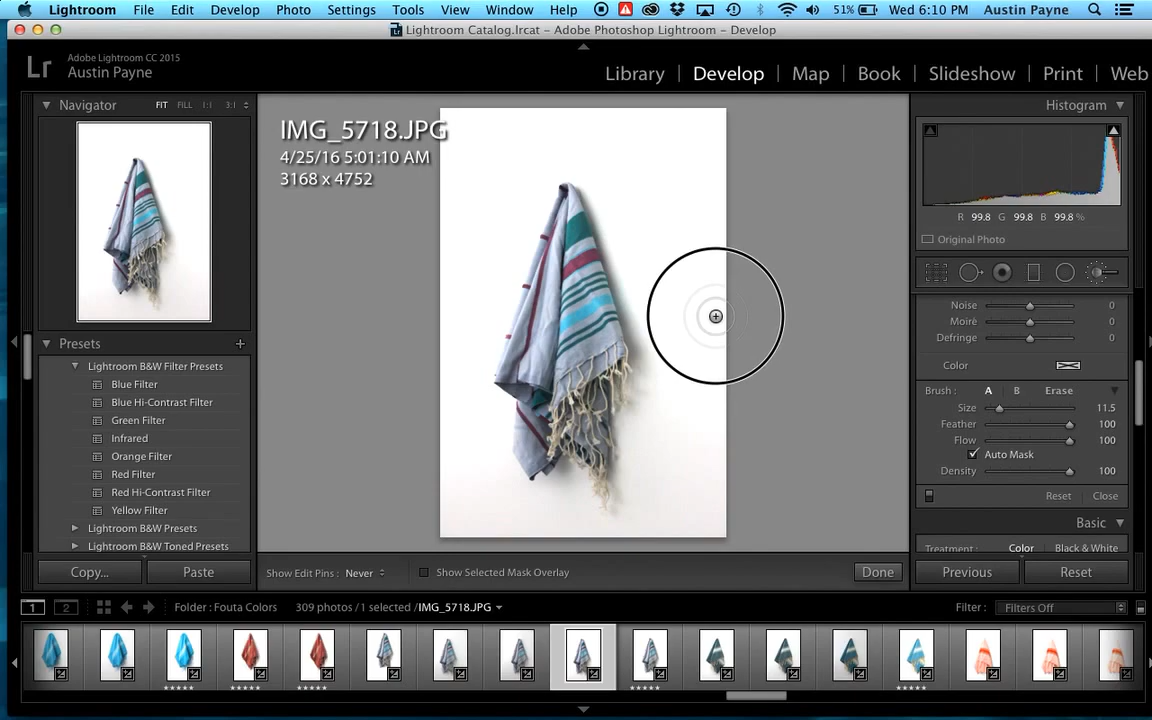 Lightroom File Edit Develop Photo Settings Tools View Window Help 51% Wed 6:10 PM Austin Payne
Lightroom Catalog.lrcat – Adobe Photoshop Lightroom – Develop
Lr Adobe Lightroom CC 2015
Austin Payne
Library | Develop | Map | Book | Slideshow | Print | Web
Navigator FIT FILL 1:1 3:1
Histogram
IMG_5718.JPG
4/25/16 5:01:10 AM
3168 x 4752
R 99.8 G 99.8 B 99.8 %
Original Photo
Noise 0
Moiré 0
Defringe 0
Color
Brush : A B Erase
Size 11.5
Feather 100
Flow 100
Auto Mask
Density 100
Reset Close
Basic
Treatment : Color Black & White
Presets +
Lightroom B&W Filter Presets
Blue Filter
Blue Hi-Contrast Filter
Green Filter
Infrared
Orange Filter
Red Filter
Red Hi-Contrast Filter
Yellow Filter
Lightroom B&W Presets
Lightroom B&W Toned Presets
Copy... Paste
Show Edit Pins : Never Show Selected Mask Overlay Done
Previous Reset
1 2 Folder : Fouta Colors 309 photos / 1 selected / IMG_5718.JPG Filter : Filters Off